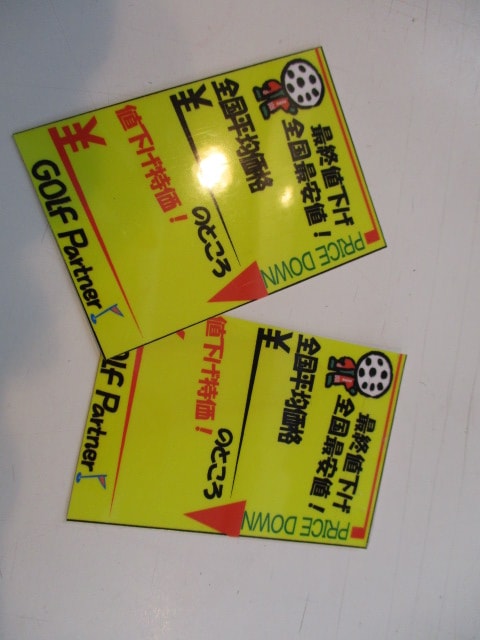 PRICE DOWN
最終値下げ
全国最安値！
全国平均価格
¥
のところ
値下げ特価！
¥
GOLF Partner
PRICE DOWN
最終値下げ
全国最安値！
全国平均価格
¥
のところ
値下げ特価！
olf Partner